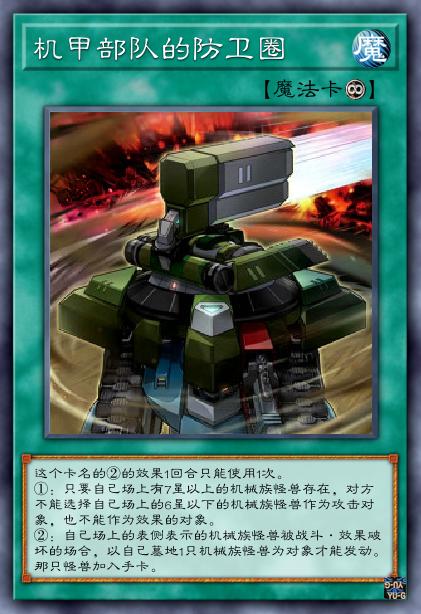 机甲部队的防卫圈
魔
【魔法卡∞】
这个卡名的②的效果1回合只能使用1次。
①：只要自己场上有7星以上的机械族怪兽存在，对方
不能选择自己场上的6星以下的机械族怪兽作为攻击对
象，也不能作为效果的对象。
②：自己场上的表侧表示的机械族怪兽被战斗·效果破
坏的场合，以自己墓地1只机械族怪兽为对象才能发动。
那只怪兽加入手卡。